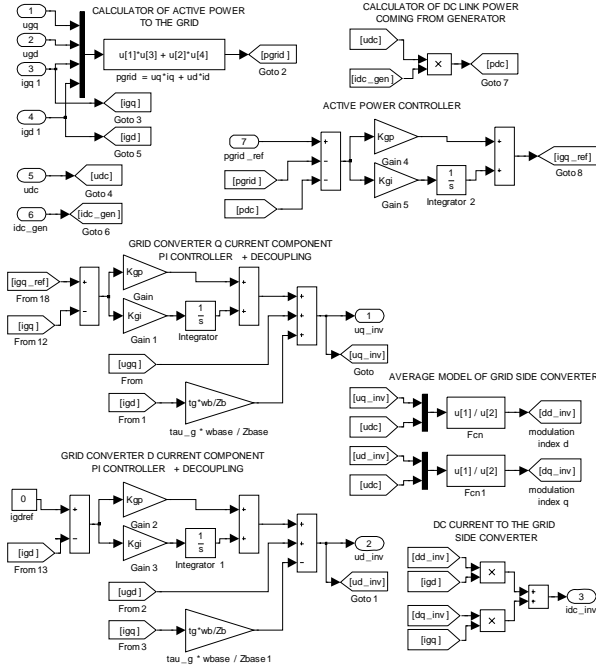 CALCULATOR OF ACTIVE POWER
TO THE GRID
1
ugq
2
ugd
3
igq 1
4
igd 1
u[1]*u[3] + u[2]*u[4]
pgrid = uq*iq + ud*id
[pgrid]
Goto 2
[igq]
Goto 3
[igd]
Goto 5
5
udc
[udc]
Goto 4
6
idc_gen
[idc_gen]
Goto 6
CALCULATOR OF DC LINK POWER
COMING FROM GENERATOR
[udc]
[idc_gen]
×
[pdc]
Goto 7
ACTIVE POWER CONTROLLER
7
pgrid _ref
[pgrid]
[pdc]
Kgp
Gain 4
Kgi
Gain 5
1
s
Integrator 2
[igq_ref]
Goto 8
GRID CONVERTER Q CURRENT COMPONENT
PI CONTROLLER + DECOUPLING
[igq_ref]
From 18
[igq]
From 12
Kgp
Gain
Kgi
Gain 1
1
s
Integrator
[ugq]
From
[igd]
From 1
tg*wb/Zb
tau_g * wbase / Zbase
1
uq_inv
[uq_inv]
Goto
AVERAGE MODEL OF GRID SIDE CONVERTER
[uq_inv]
[udc]
u[1] / u[2]
Fcn
[dd_inv]
modulation
index d
[ud_inv]
[udc]
u[1] / u[2]
Fcn1
[dq_inv]
modulation
index q
GRID CONVERTER D CURRENT COMPONENT
PI CONTROLLER + DECOUPLING
0
igdref
[igd]
From 13
Kgp
Gain 2
Kgi
Gain 3
1
s
Integrator 1
[ugd]
From 2
[igq]
From 3
tg*wb/Zb
tau_g * wbase / Zbase1
2
ud_inv
[ud_inv]
Goto 1
DC CURRENT TO THE GRID
SIDE CONVERTER
[dd_inv]
[igd]
×
[dq_inv]
[igq]
×
3
idc_inv